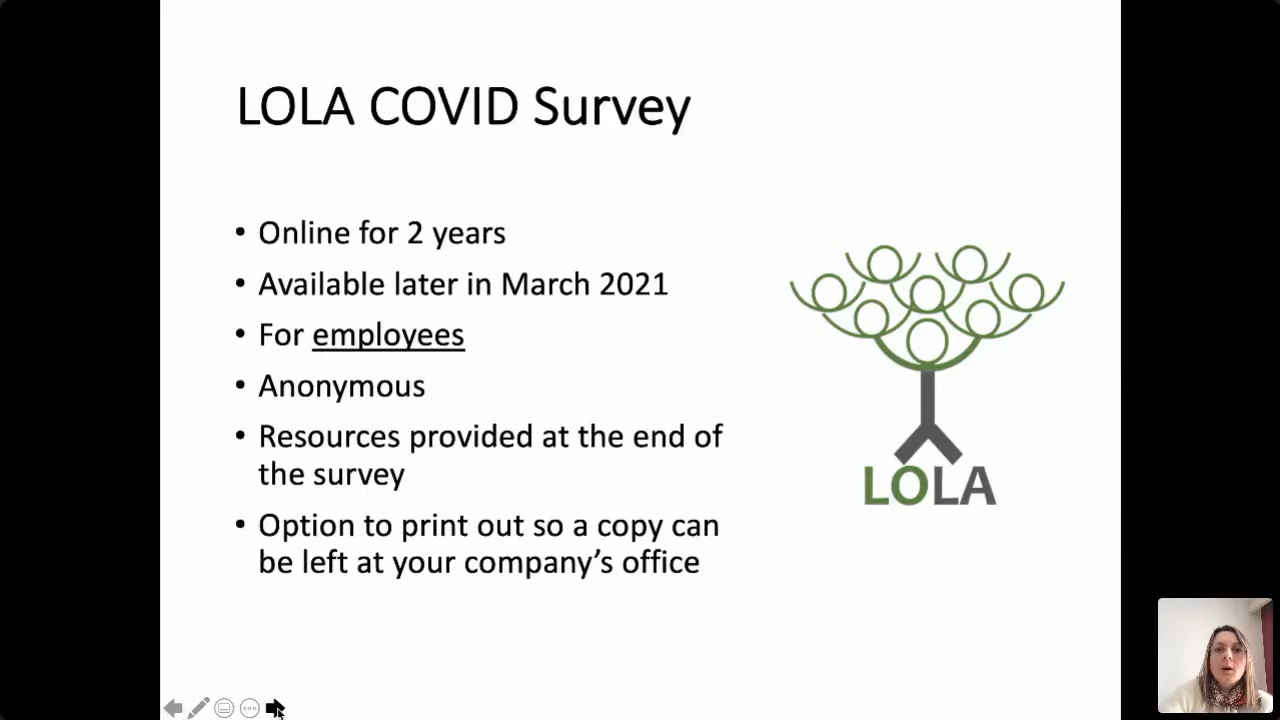 LOLA COVID Survey
• Online for 2 years
• Available later in March 2021
• For employees
• Anonymous
• Resources provided at the end of
the survey
• Option to print out so a copy can
be left at your company’s office
LOLA